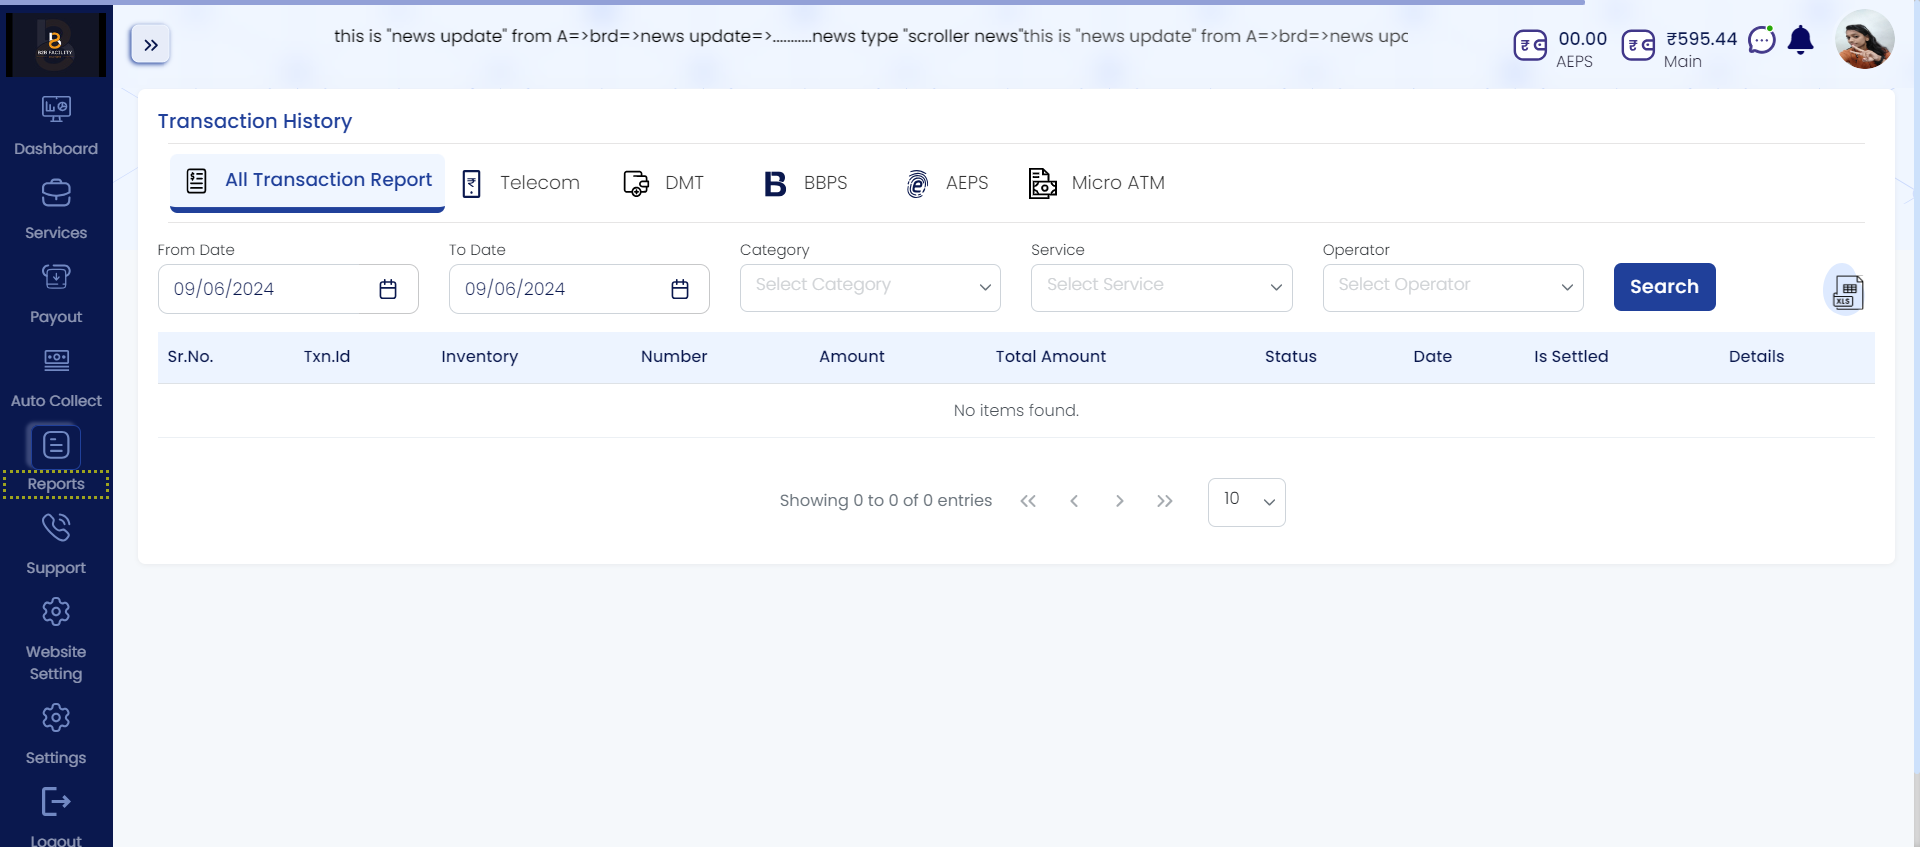 B2B FACILITY
this is "news update" from A=>brd=>news update=>...........news type "scroller news"this is "news update" from A=>brd=>news upd
00.00
AEPS
₹595.44
Main
Dashboard
Services
Payout
Auto Collect
Reports
Support
Website
Setting
Settings
Logout
Transaction History
All Transaction Report
Telecom
DMT
BBPS
AEPS
Micro ATM
From Date
To Date
Category
Service
Operator
09/06/2024
09/06/2024
Select Category
Select Service
Select Operator
Search
XLS
Sr.No. Txn.Id Inventory Number Amount Total Amount Status Date Is Settled Details
No items found.
Showing 0 to 0 of 0 entries
10